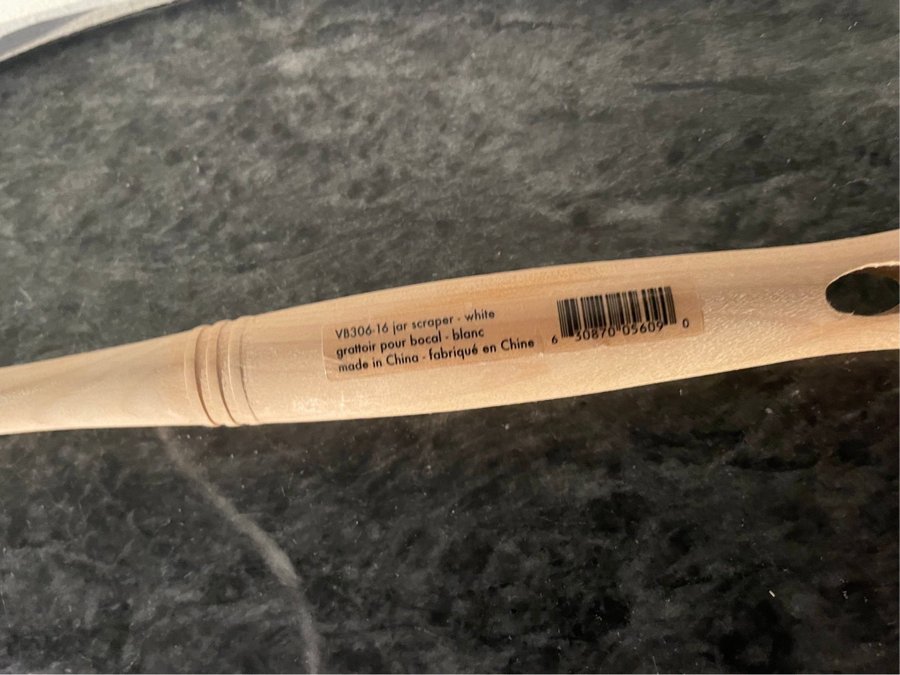 VB306-16 jar scraper - white
grattoir pour bocal - blanc
made in China - fabriqué en Chine
6 30870 05609 0